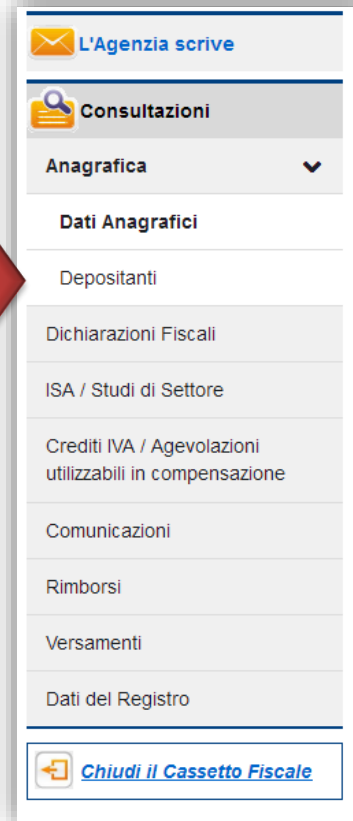 L'Agenzia scrive
Consultazioni
Anagrafica
Dati Anagrafici
Depositanti
Dichiarazioni Fiscali
ISA / Studi di Settore
Crediti IVA / Agevolazioni
utilizzabili in compensazione
Comunicazioni
Rimborsi
Versamenti
Dati del Registro
Chiudi il Cassetto Fiscale